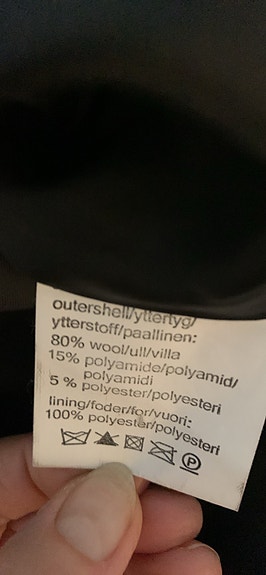 outershell/yttertyg/
ytterstoff/paallinen:
80% wool/ull/villa
15% polyamide/polyamid/
polyamidi
5 % polyester/polyesteri
lining/foder/for/vuori:
100% polyester/polyesteri
P